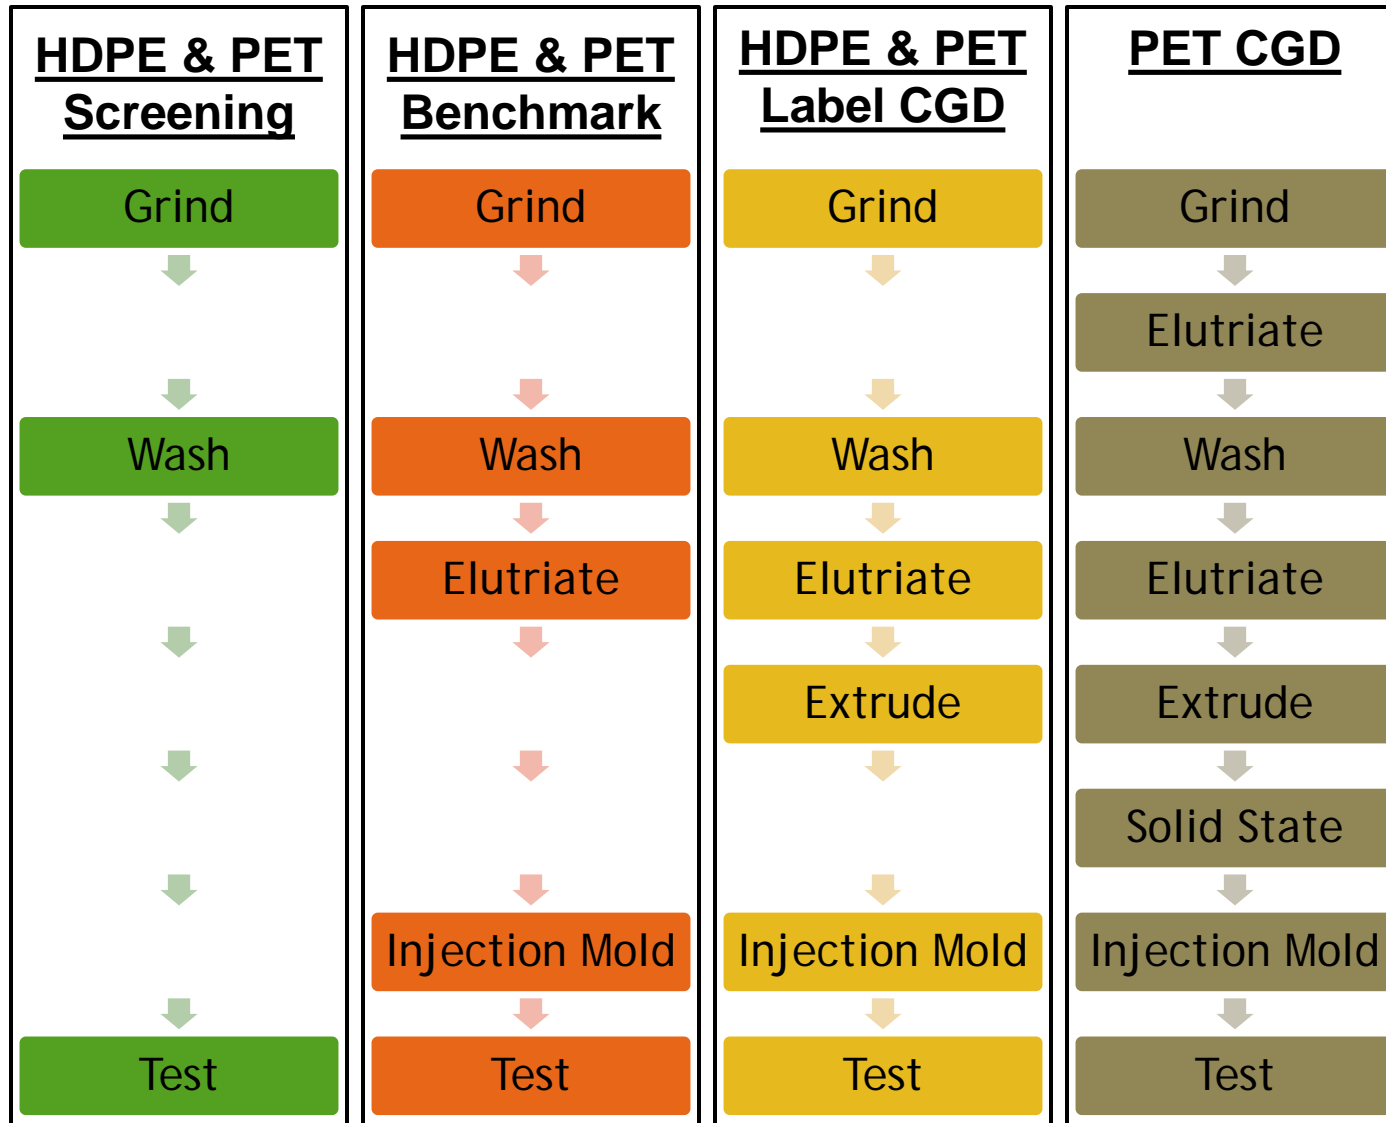 HDPE & PET
Screening
Grind
Wash
Test
HDPE & PET
Benchmark
Grind
Wash
Elutriate
Injection Mold
Test
HDPE & PET
Label CGD
Grind
Wash
Elutriate
Extrude
Injection Mold
Test
PET CGD
Grind
Elutriate
Wash
Elutriate
Extrude
Solid State
Injection Mold
Test